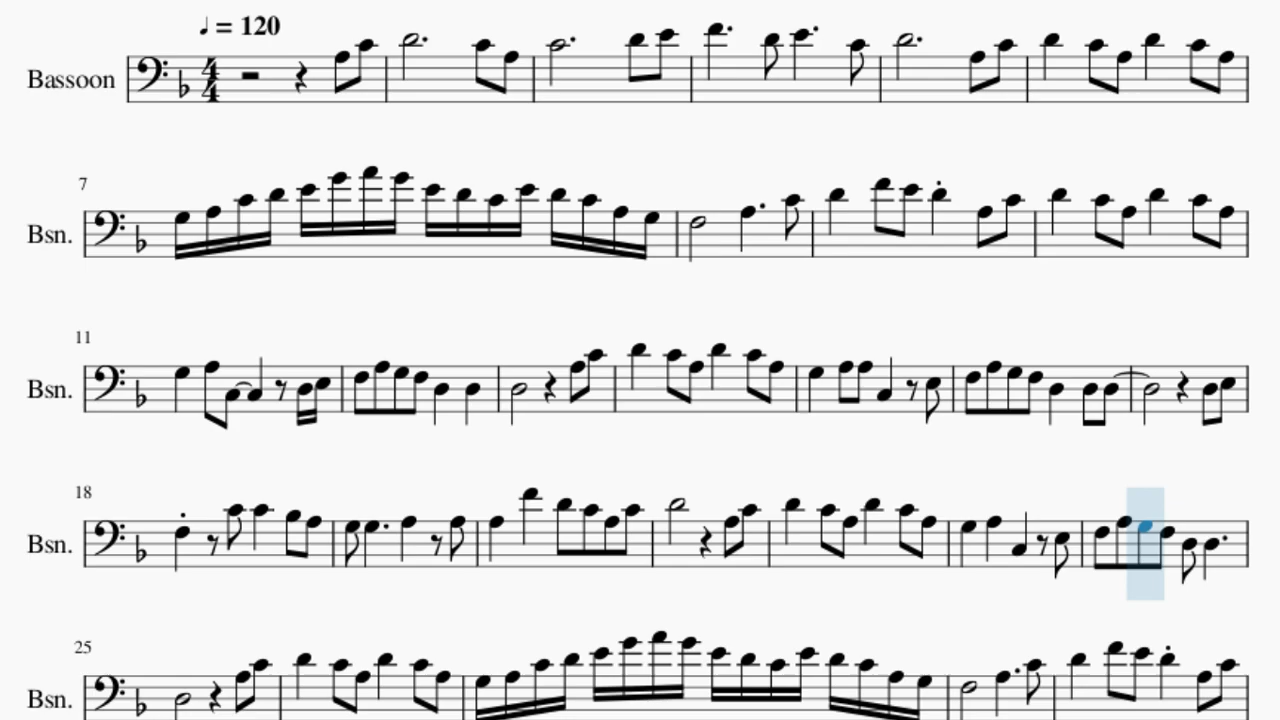 ♩ = 120
Bassoon 4/4
7
Bsn.
11
Bsn.
18
Bsn.
25
Bsn.